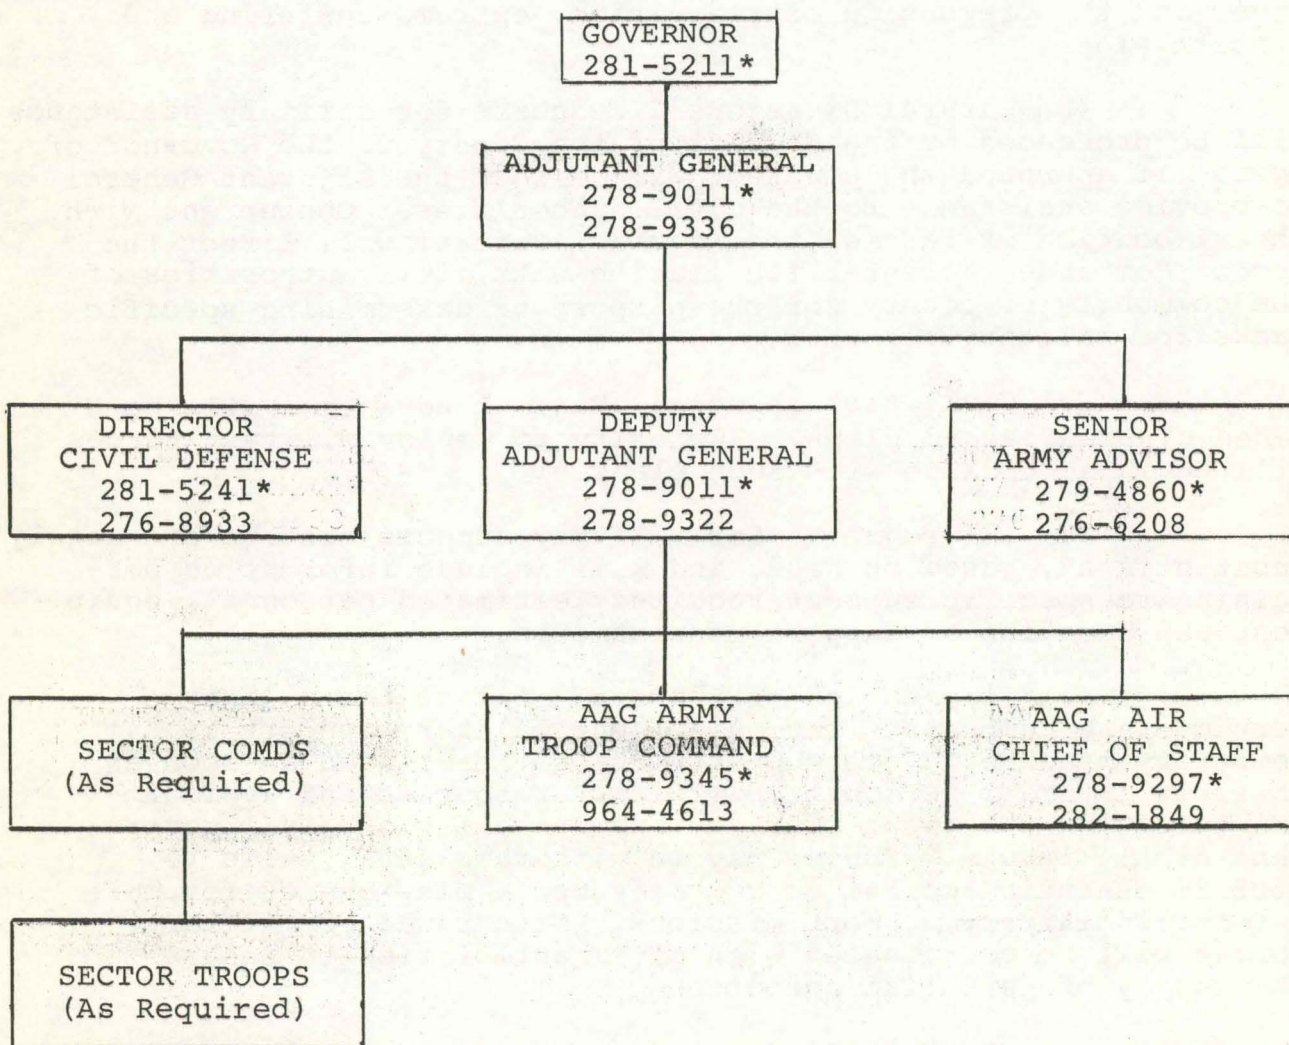 GOVERNOR
281-5211*
ADJUTANT GENERAL
278-9011*
278-9336
DIRECTOR
CIVIL DEFENSE
281-5241*
276-8933
DEPUTY
ADJUTANT GENERAL
278-9011*
278-9322
SENIOR
ARMY ADVISOR
279-4860*
276-6208
SECTOR COMDS
(As Required)
AAG ARMY
TROOP COMMAND
278-9345*
964-4613
AAG AIR
CHIEF OF STAFF
278-9297*
282-1849
SECTOR TROOPS
(As Required)